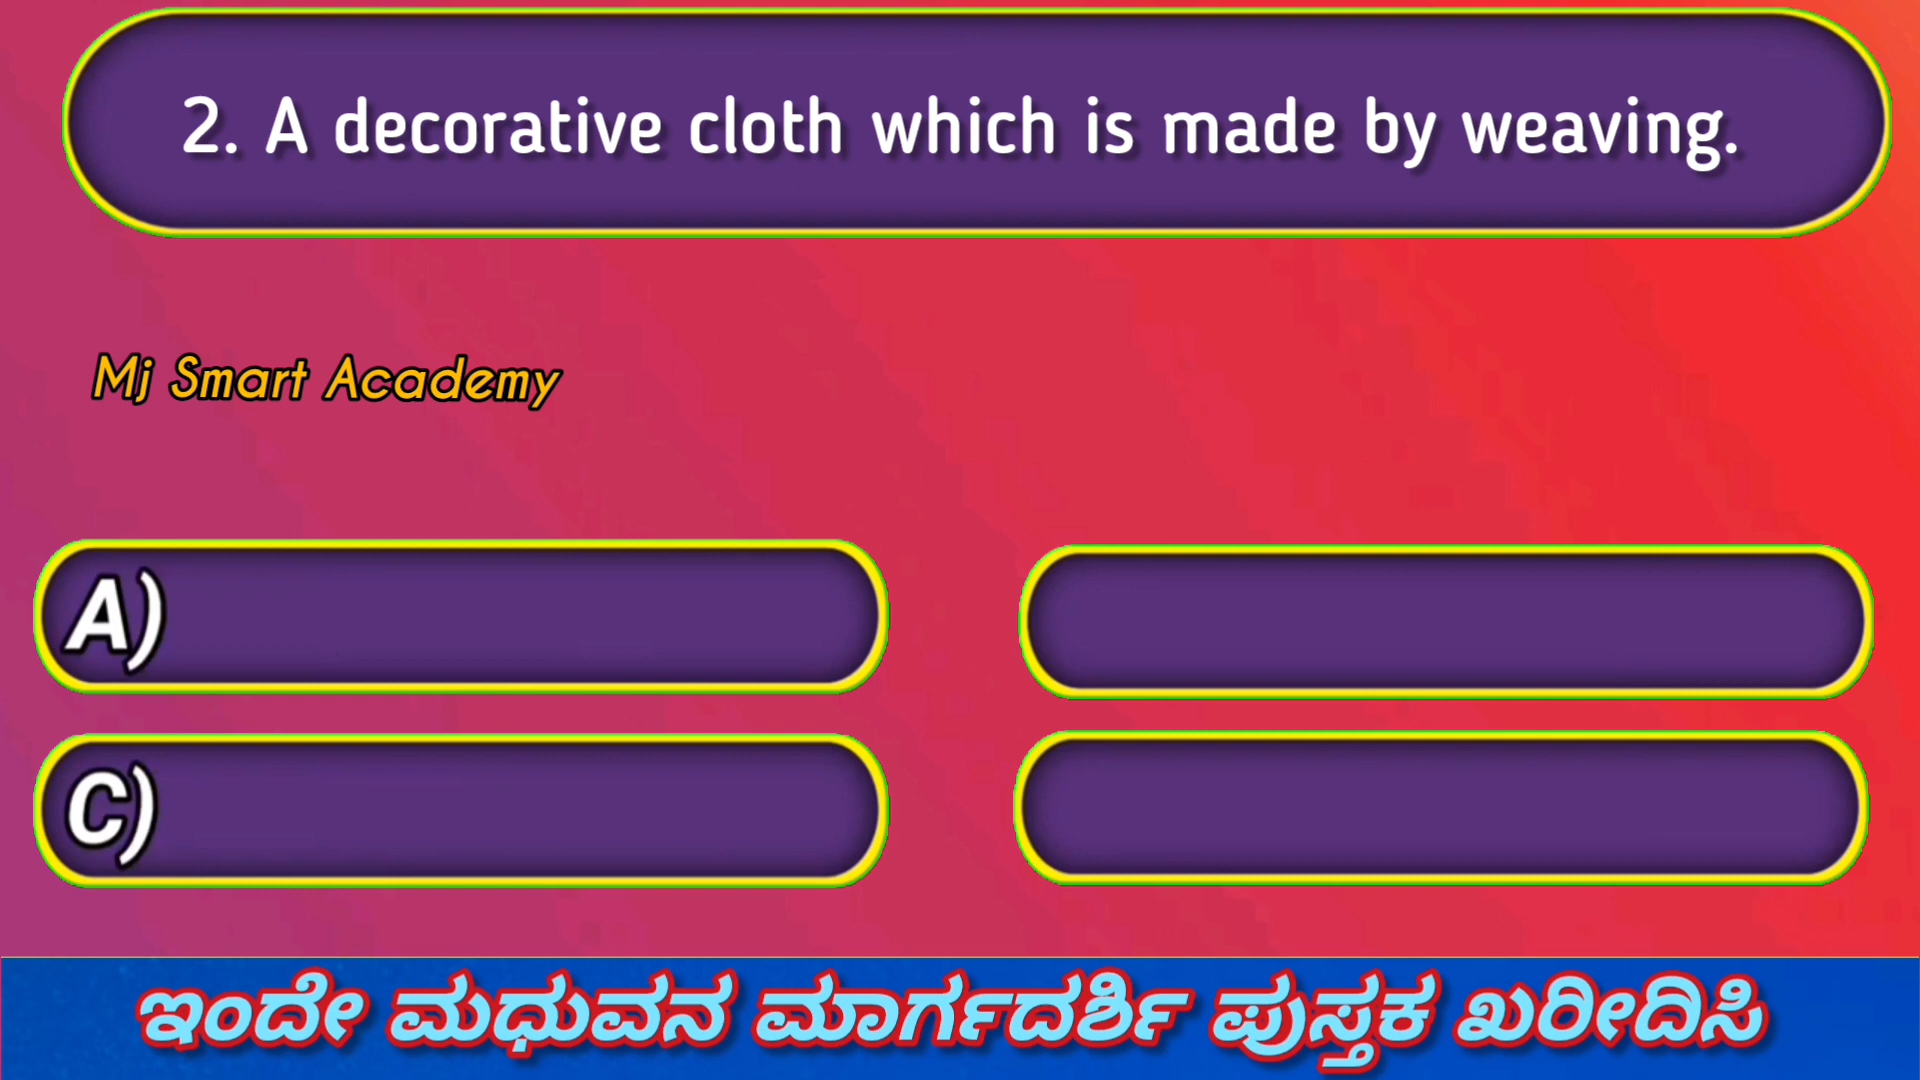 2. A decorative cloth which is made by weaving.
Mj Smart Academy
A)
C)
ಇಂದೇ ಮಧುವನ ಮಾರ್ಗದರ್ಶಿ ಪುಸ್ತಕ ಖರೀದಿಸಿ